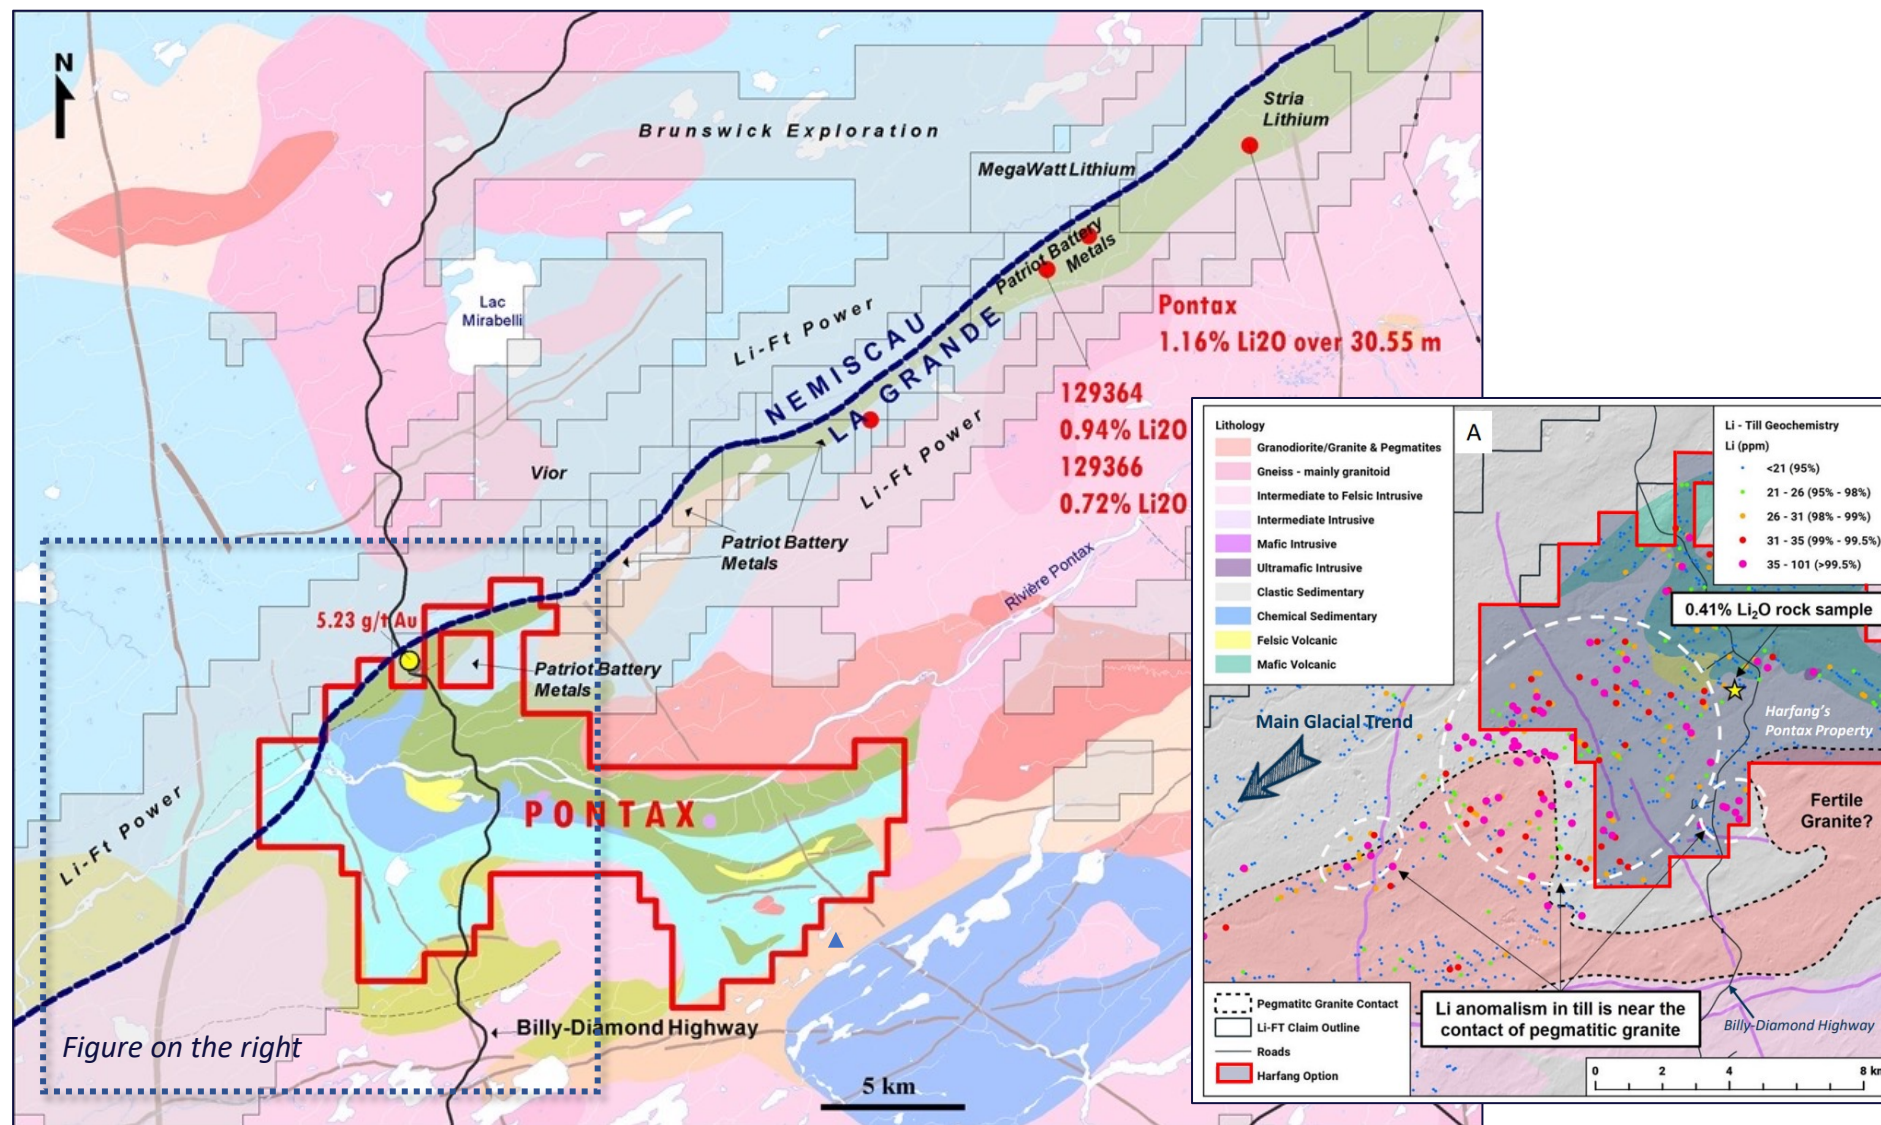 N
Brunswick Exploration
Stria
Lithium
MegaWatt Lithium
Patriot Battery
Metals
Lac
Mirabelli
Li-Ft Power
NEMISCAU
LA GRANDE
Pontax
1.16% Li2O over 30.55 m
129364
0.94% Li2O
129366
0.72% Li2O
Li-Ft Power
Vior
Patriot Battery
Metals
Rivière Pontax
5.23 g/t Au
Patriot Battery
Metals
Li-Ft Power
PONTAX
Billy-Diamond Highway
Figure on the right
5 km
Lithology
Granodiorite/Granite & Pegmatites
Gneiss - mainly granitoid
Intermediate to Felsic Intrusive
Intermediate Intrusive
Mafic Intrusive
Ultramafic Intrusive
Clastic Sedimentary
Chemical Sedimentary
Felsic Volcanic
Mafic Volcanic
A
Li - Till Geochemistry
Li (ppm)
<21 (95%)
21 - 26 (95% - 98%)
26 - 31 (98% - 99%)
31 - 35 (99% - 99.5%)
35 - 101 (>99.5%)
0.41% Li₂O rock sample
Main Glacial Trend
Harfang's
Pontax Property
Fertile
Granite?
Pegmatitic Granite Contact
Li-FT Claim Outline
Roads
Harfang Option
Li anomalism in till is near the
contact of pegmatitic granite
Billy-Diamond Highway
0 2 4 8 km